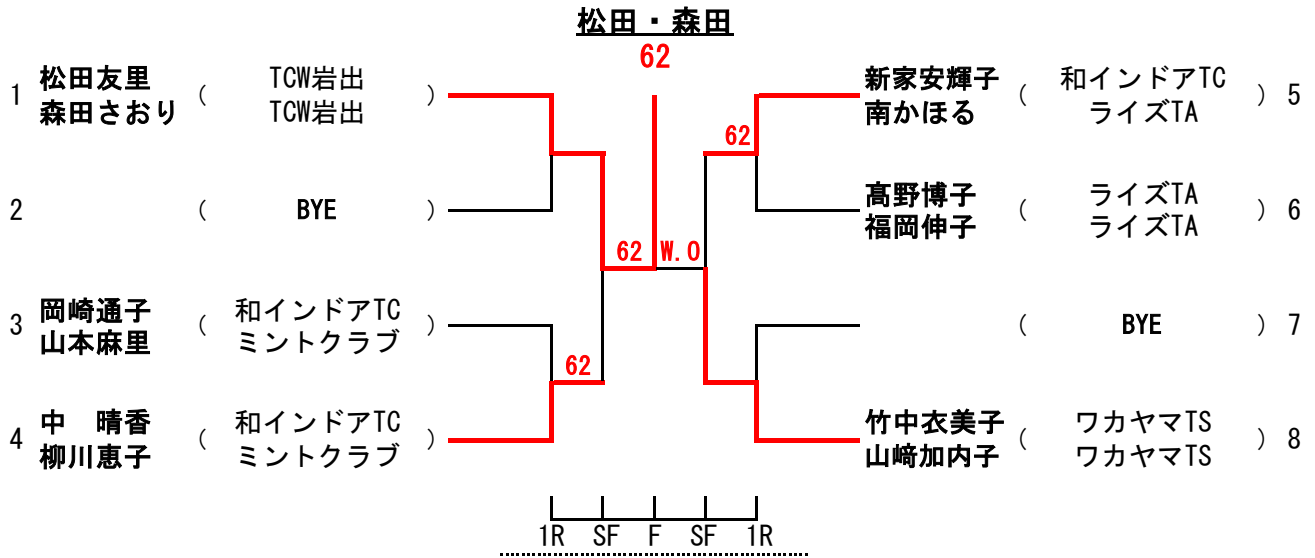 松田・森田
62
1 松田友里 ( TCW岩出 )
森田さおり TCW岩出
2 ( BYE )
62 W.O
3 岡崎通子 ( 和インドアTC )
山本麻里 ミントクラブ
62
4 中　晴香 ( 和インドアTC )
柳川恵子 ミントクラブ
新家安輝子 ( 和インドアTC ) 5
南かほる ライズTA
62
髙野博子 ( ライズTA ) 6
福岡伸子 ライズTA
( BYE ) 7
竹中衣美子 ( ワカヤマTS ) 8
山﨑加内子 ワカヤマTS
1R SF F SF 1R